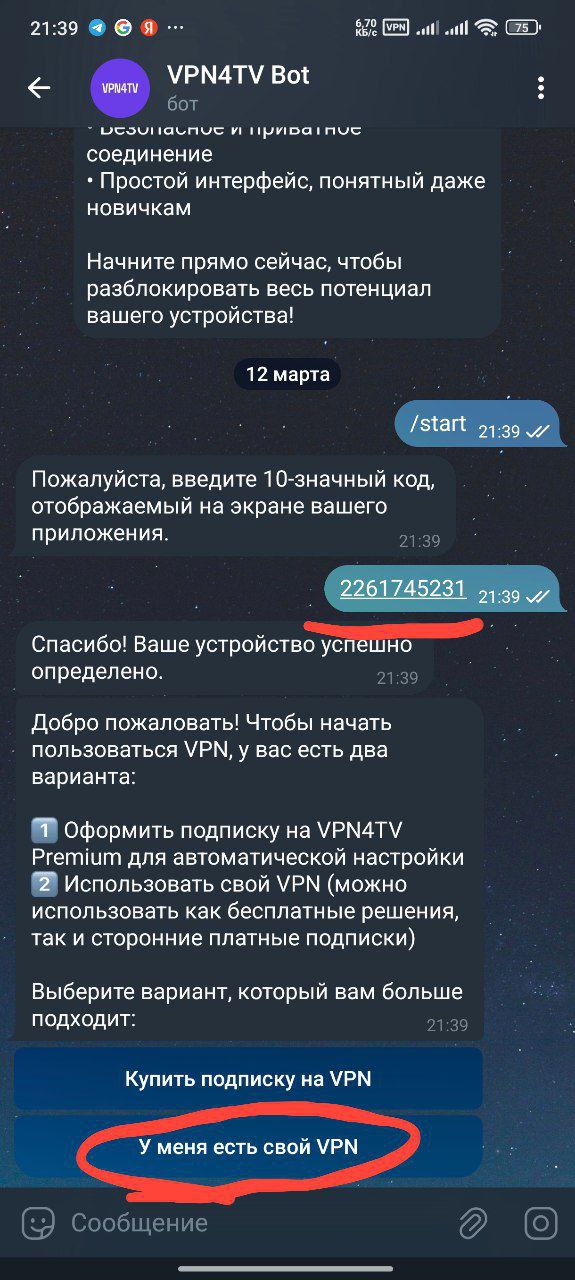 21:39
6,70
КБ/с
VPN
75
VPN4TV
VPN4TV Bot
бот
• Безопасное и приватное
соединение
• Простой интерфейс, понятный даже
новичкам
Начните прямо сейчас, чтобы
разблокировать весь потенциал
вашего устройства!
12 марта
/start 21:39
Пожалуйста, введите 10-значный код,
отображаемый на экране вашего
приложения.
21:39
2261745231 21:39
Спасибо! Ваше устройство успешно
определено.
21:39
Добро пожаловать! Чтобы начать
пользоваться VPN, у вас есть два
варианта:
1 Оформить подписку на VPN4TV
Premium для автоматической настройки
2 Использовать свой VPN (можно
использовать как бесплатные решения,
так и сторонние платные подписки)
Выберите вариант, который вам больше
подходит:
21:39
Купить подписку на VPN
У меня есть свой VPN
Сообщение